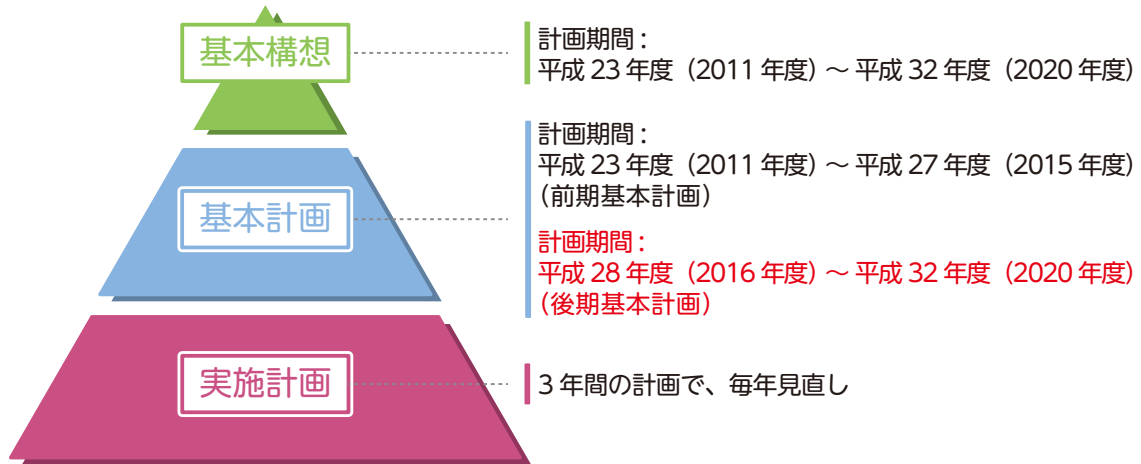 基本構想
計画期間：
平成 23 年度（2011 年度）～ 平成 32 年度（2020 年度）
基本計画
計画期間：
平成 23 年度（2011 年度）～ 平成 27 年度（2015 年度）
（前期基本計画）
計画期間：
平成 28 年度（2016 年度）～ 平成 32 年度（2020 年度）
（後期基本計画）
実施計画
3 年間の計画で、毎年見直し